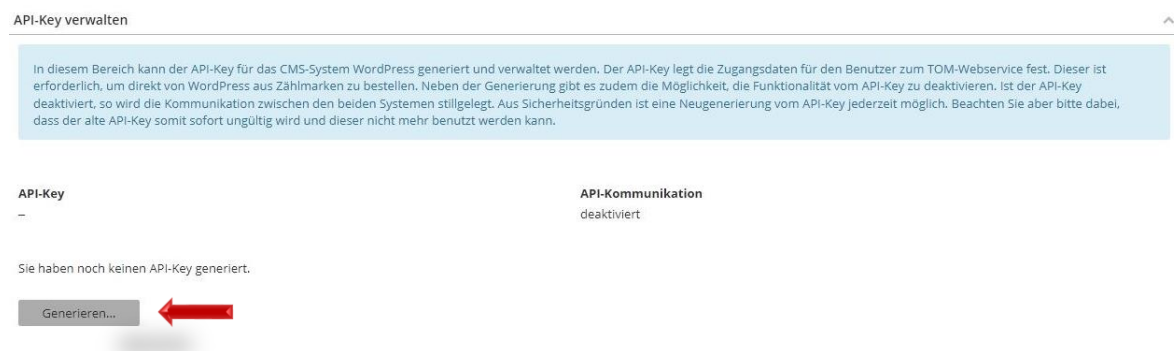 API-Key verwalten
In diesem Bereich kann der API-Key für das CMS-System WordPress generiert und verwaltet werden. Der API-Key legt die Zugangsdaten für den Benutzer zum TOM-Webservice fest. Dieser ist
erforderlich, um direkt von WordPress aus Zählmarken zu bestellen. Neben der Generierung gibt es zudem die Möglichkeit, die Funktionalität vom API-Key zu deaktivieren. Ist der API-Key
deaktiviert, so wird die Kommunikation zwischen den beiden Systemen stillgelegt. Aus Sicherheitsgründen ist eine Neugenerierung vom API-Key jederzeit möglich. Beachten Sie aber bitte dabei,
dass der alte API-Key somit sofort ungültig wird und dieser nicht mehr benutzt werden kann.
API-Key
–
API-Kommunikation
deaktiviert
Sie haben noch keinen API-Key generiert.
Generieren...